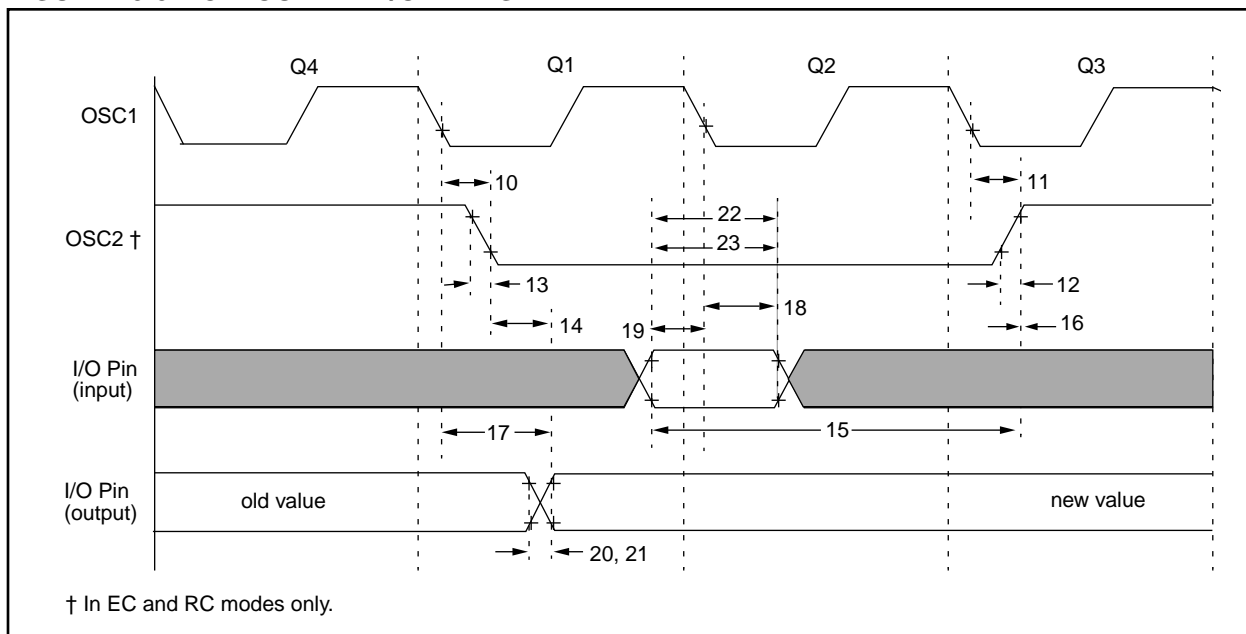 Q4 Q1 Q2 Q3
OSC1
10 11
22
OSC2 †
23
13 12
18
14 19 16
I/O Pin
(input)
17 15
I/O Pin
(output)
old value new value
20, 21
† In EC and RC modes only.